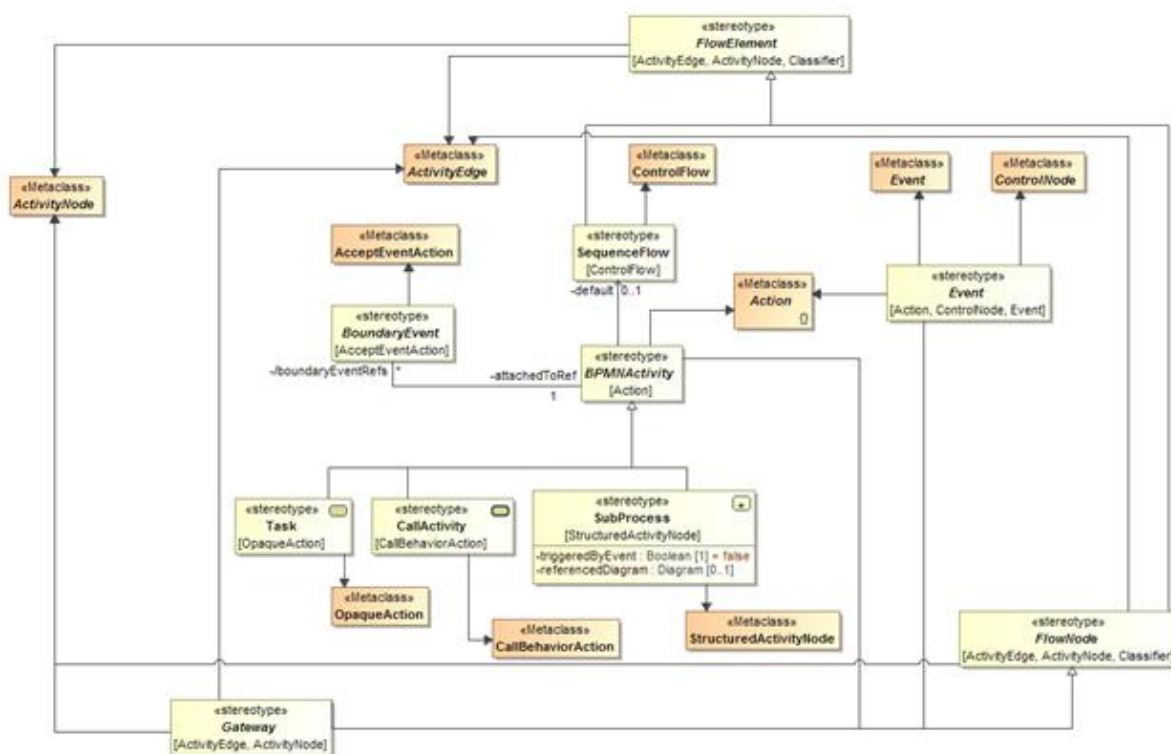 «stereotype»
FlowElement
[ActivityEdge, ActivityNode, Classifier]
«Metaclass»
ActivityNode
«Metaclass»
ActivityEdge
«Metaclass»
ControlFlow
«Metaclass»
Event
«Metaclass»
ControlNode
«Metaclass»
AcceptEventAction
«stereotype»
SequenceFlow
[ControlFlow]
-default 0..1
«Metaclass»
Action
{}
«stereotype»
Event
[Action, ControlNode, Event]
«stereotype»
BoundaryEvent
[AcceptEventAction]
-/boundaryEventRefs *
-attachedToRef
1
«stereotype»
BPMNActivity
[Action]
«stereotype»
Task
[OpaqueAction]
«stereotype»
CallActivity
[CallBehaviorAction]
«stereotype»
SubProcess
[StructuredActivityNode]
-triggeredByEvent : Boolean [1] = false
-referencedDiagram : Diagram [0..1]
«Metaclass»
OpaqueAction
«Metaclass»
CallBehaviorAction
«Metaclass»
StructuredActivityNode
«stereotype»
FlowNode
[ActivityEdge, ActivityNode, Classifier]
«stereotype»
Gateway
[ActivityEdge, ActivityNode]